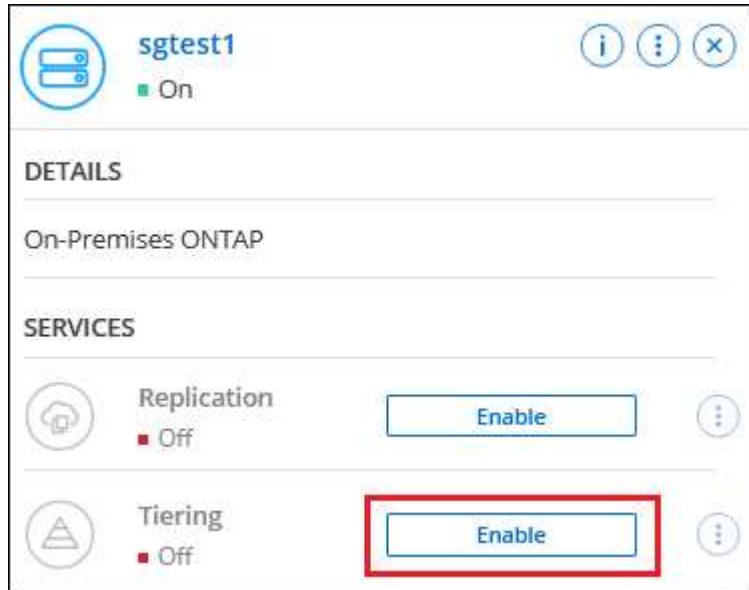 sgtest1
On
DETAILS
On-Premises ONTAP
SERVICES
Replication
Off
Enable
Tiering
Off
Enable